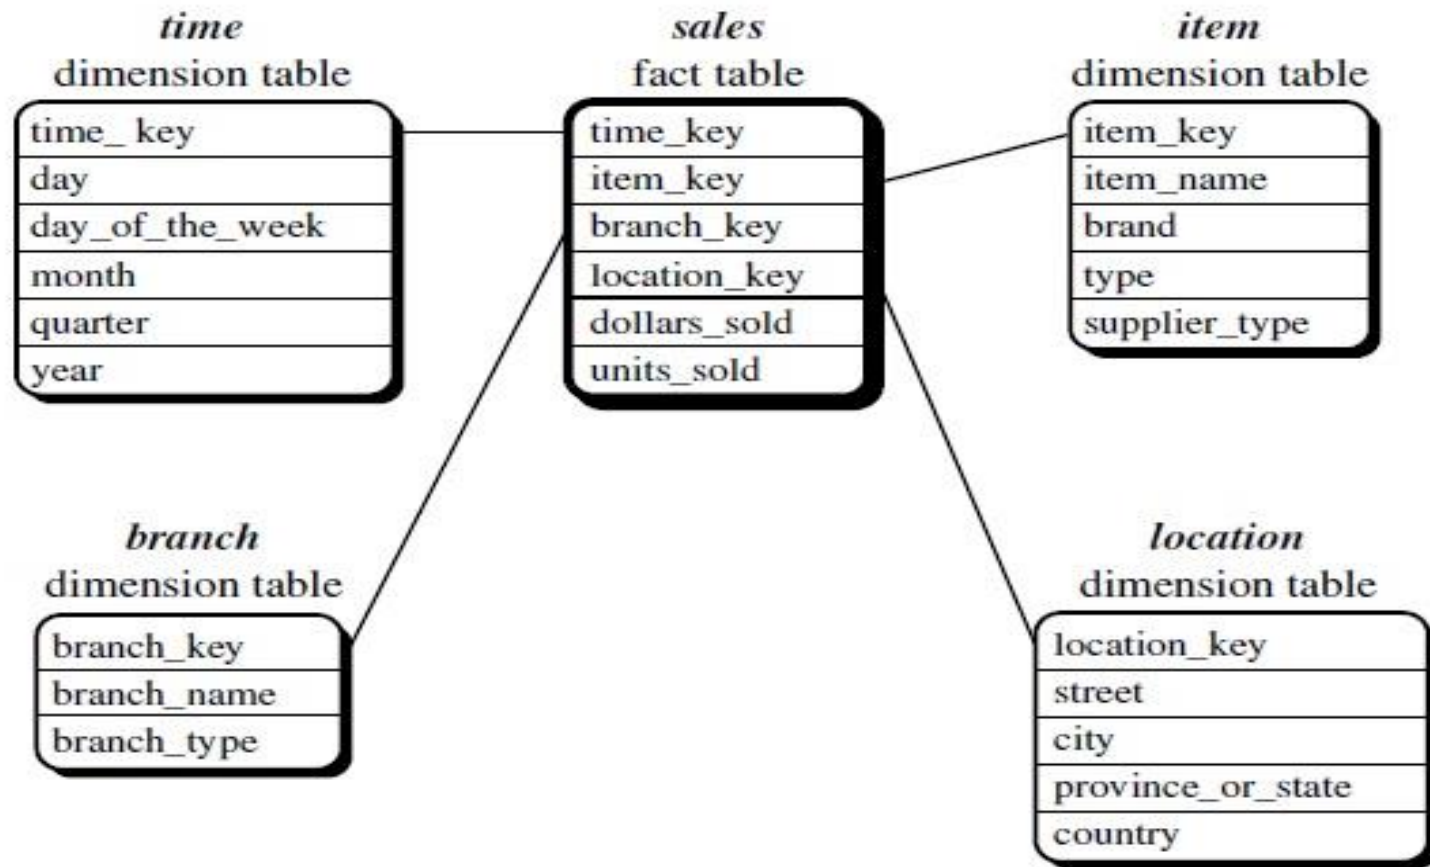 time
dimension table
time_ key
day
day_of_the_week
month
quarter
year
sales
fact table
time_key
item_key
branch_key
location_key
dollars_sold
units_sold
item
dimension table
item_key
item_name
brand
type
supplier_type
branch
dimension table
branch_key
branch_name
branch_type
location
dimension table
location_key
street
city
province_or_state
country